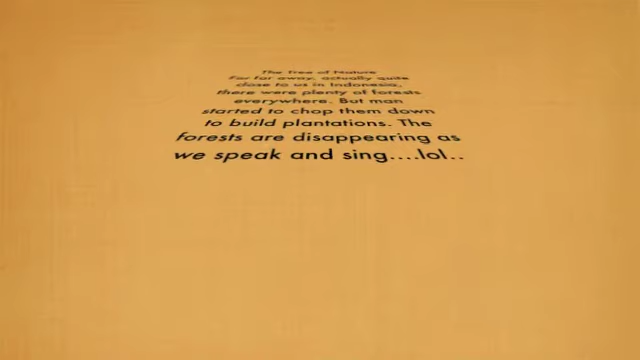 The Tree of Nature
Far far away, actually quite
close to us in Indonesia,
there were plenty of forests
everywhere. But man
started to chop them down
to build plantations. The
forests are disappearing as
we speak and sing....lol..